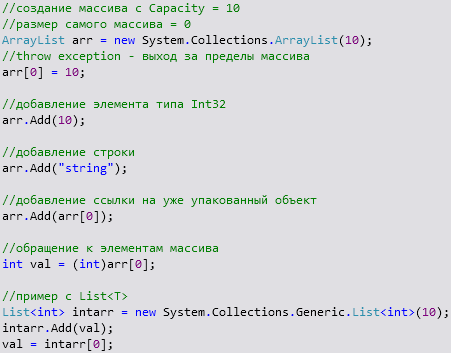 //создание массива с Capacity = 10
//размер самого массива = 0
ArrayList arr = new System.Collections.ArrayList(10);
//throw exception - выход за пределы массива
arr[0] = 10;
//добавление элемента типа Int32
arr.Add(10);
//добавление строки
arr.Add("string");
//добавление ссылки на уже упакованный объект
arr.Add(arr[0]);
//обращение к элементам массива
int val = (int)arr[0];
//пример с List<T>
List<int> intarr = new System.Collections.Generic.List<int>(10);
intarr.Add(val);
val = intarr[0];